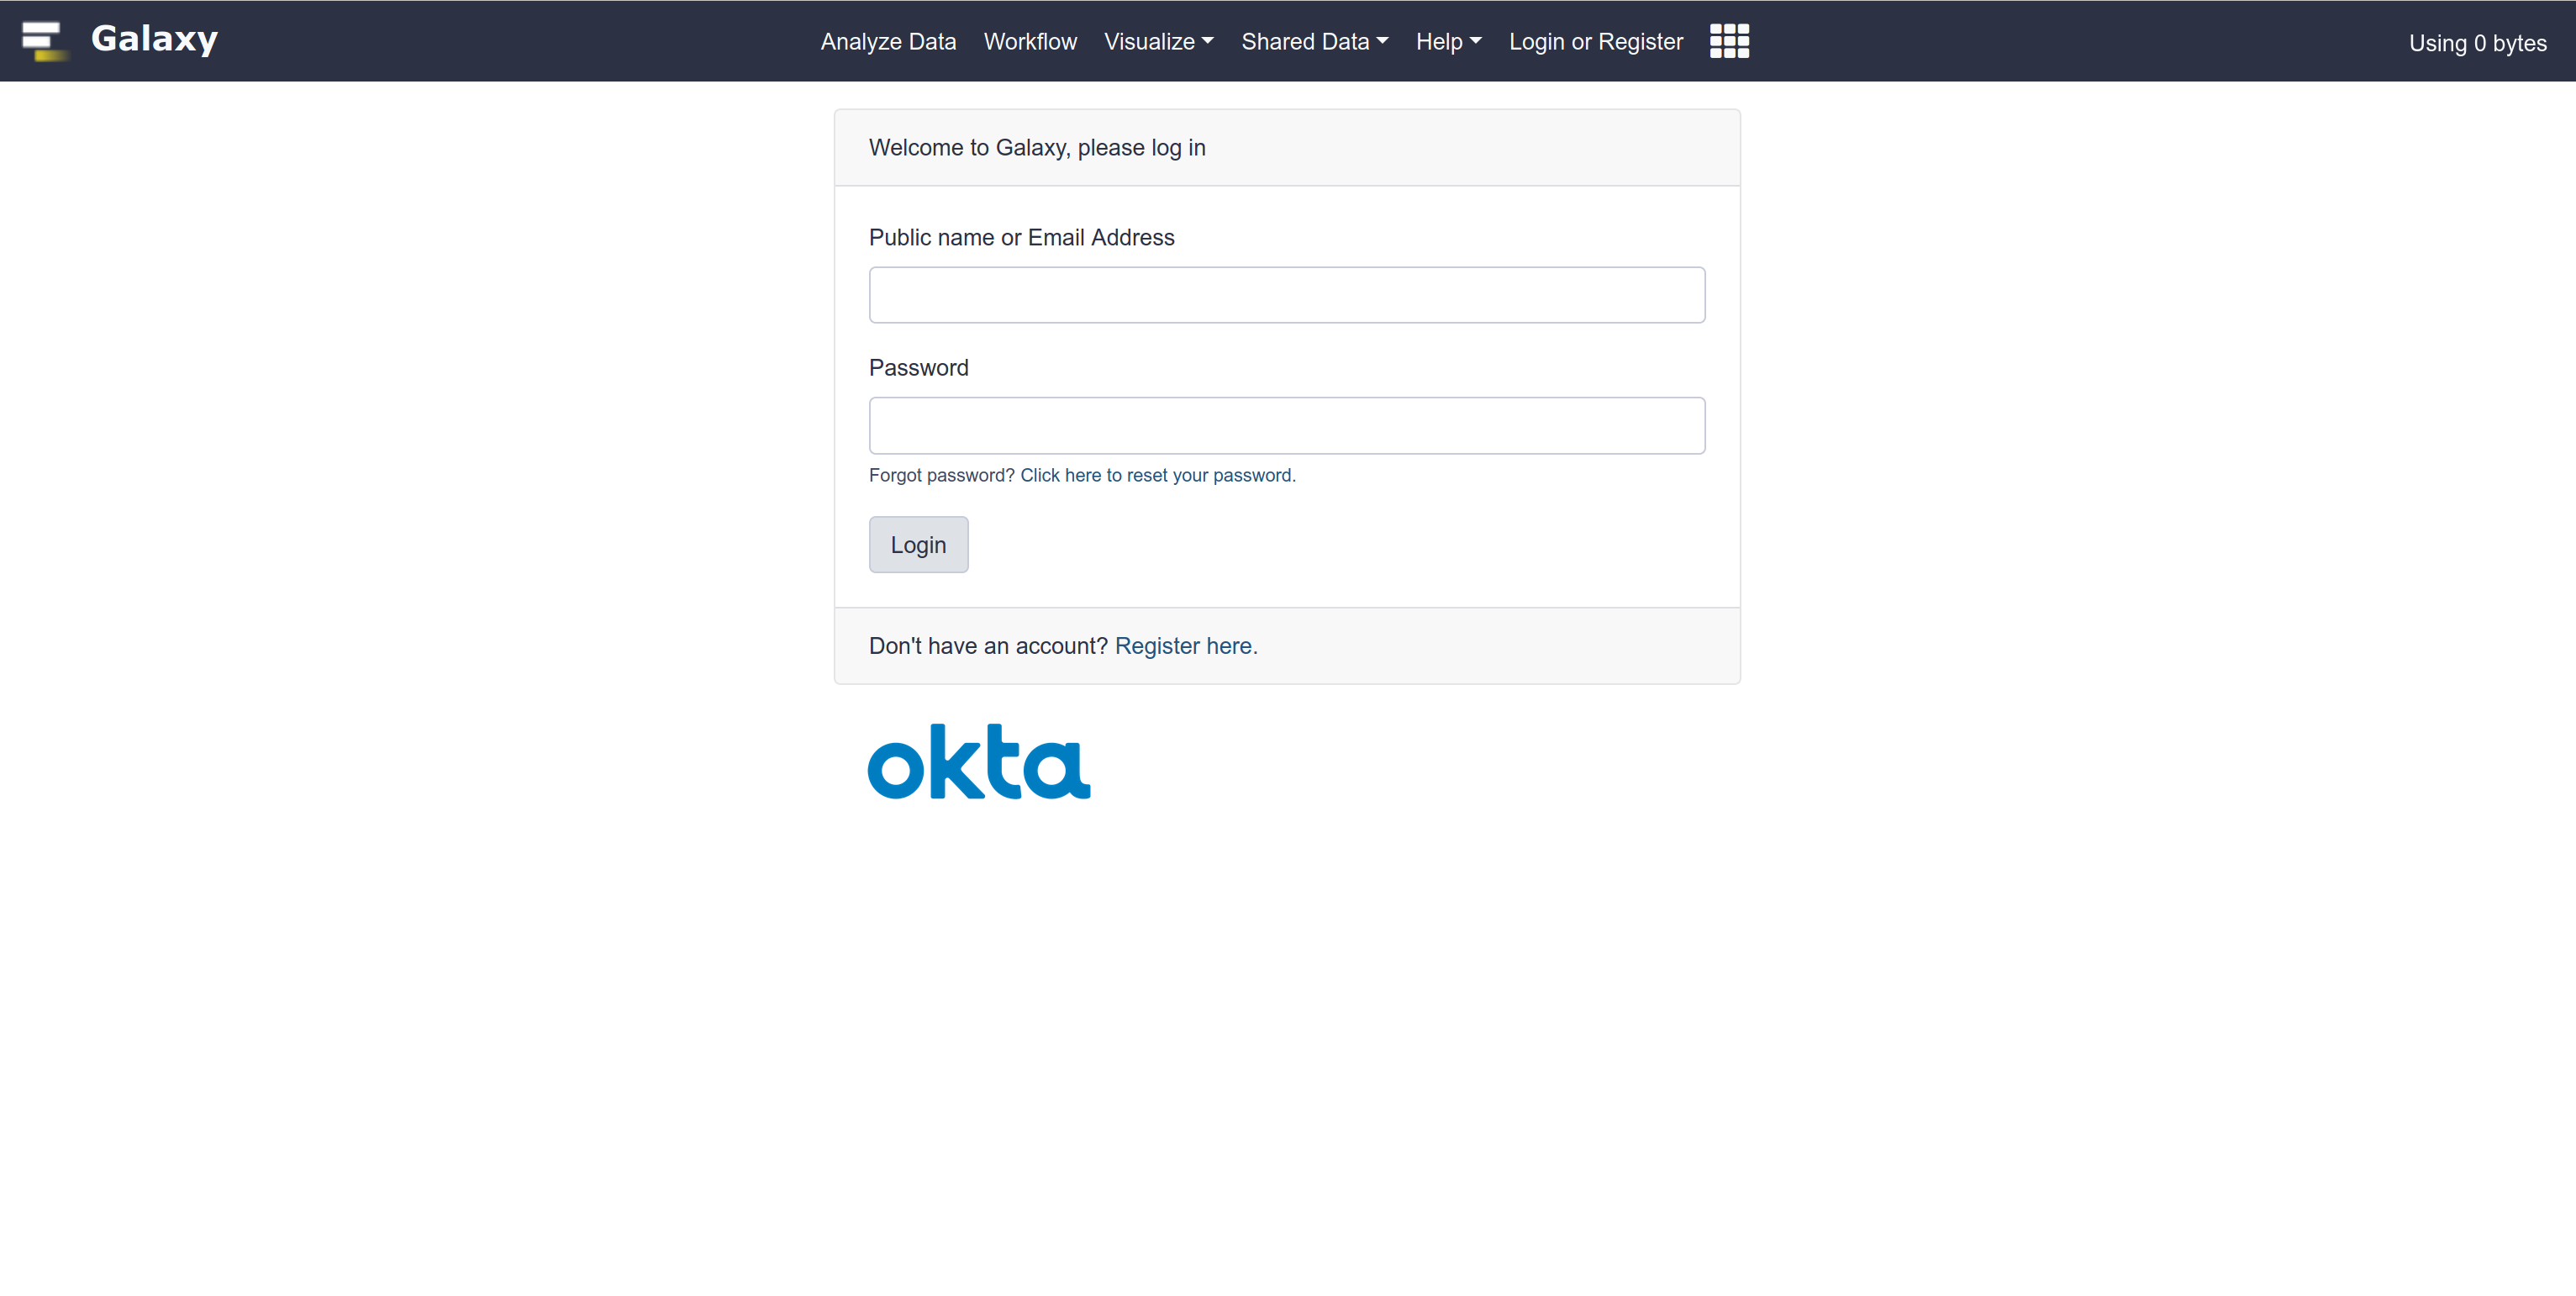 Galaxy Analyze Data Workflow Visualize Shared Data Help Login or Register Using 0 bytes
Welcome to Galaxy, please log in
Public name or Email Address
Password
Forgot password? Click here to reset your password.
Login
Don't have an account? Register here.
okta